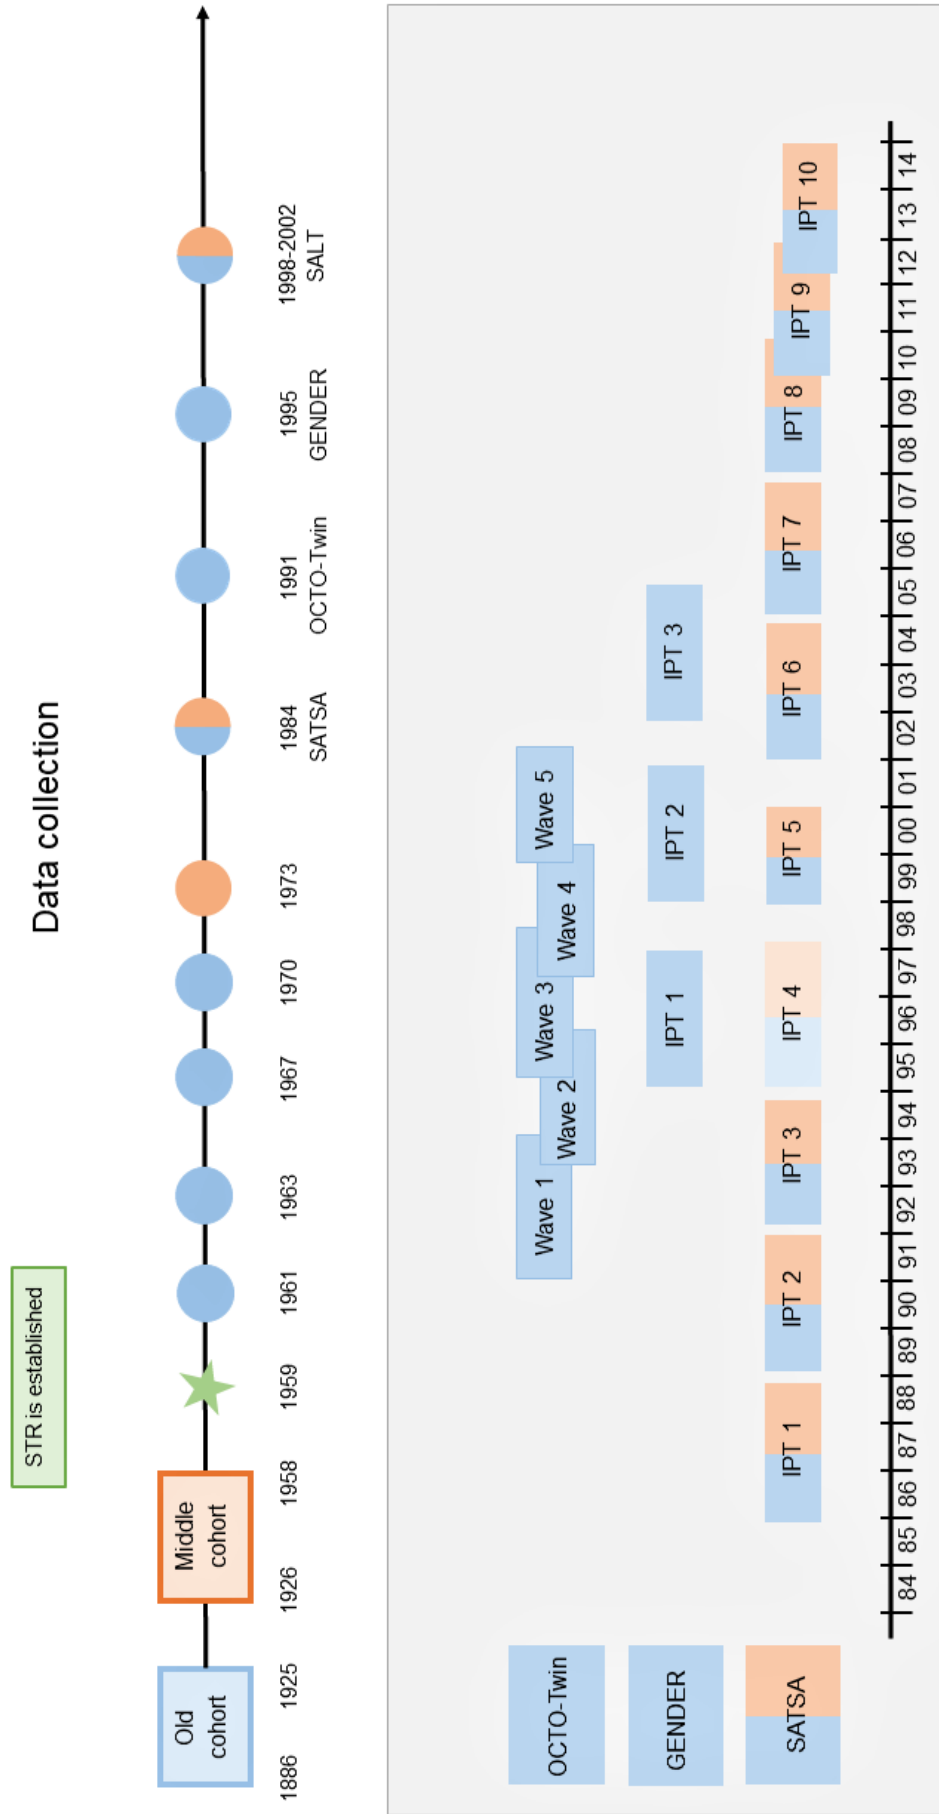 Data collection
STR is established
Old
cohort
Middle
cohort
1886
1925
1926
1958
1959
1961
1963
1967
1970
1973
1984
SATSA
1991
OCTO-Twin
1995
GENDER
1998-2002
SALT
OCTO-Twin
Wave 1
Wave 2
Wave 3
Wave 4
Wave 5
GENDER
IPT 1
IPT 2
IPT 3
SATSA
IPT 1
IPT 2
IPT 3
IPT 4
IPT 5
IPT 6
IPT 7
IPT 8
IPT 9
IPT 10
84 85 86 87 88 89 90 91 92 93 94 95 96 97 98 99 00 01 02 03 04 05 06 07 08 09 10 11 12 13 14